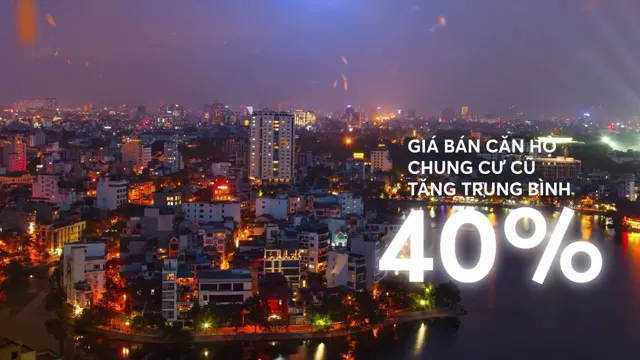 GIÁ BÁN CĂN HỘ
CHUNG CƯ CŨ
TĂNG TRUNG BÌNH
40%